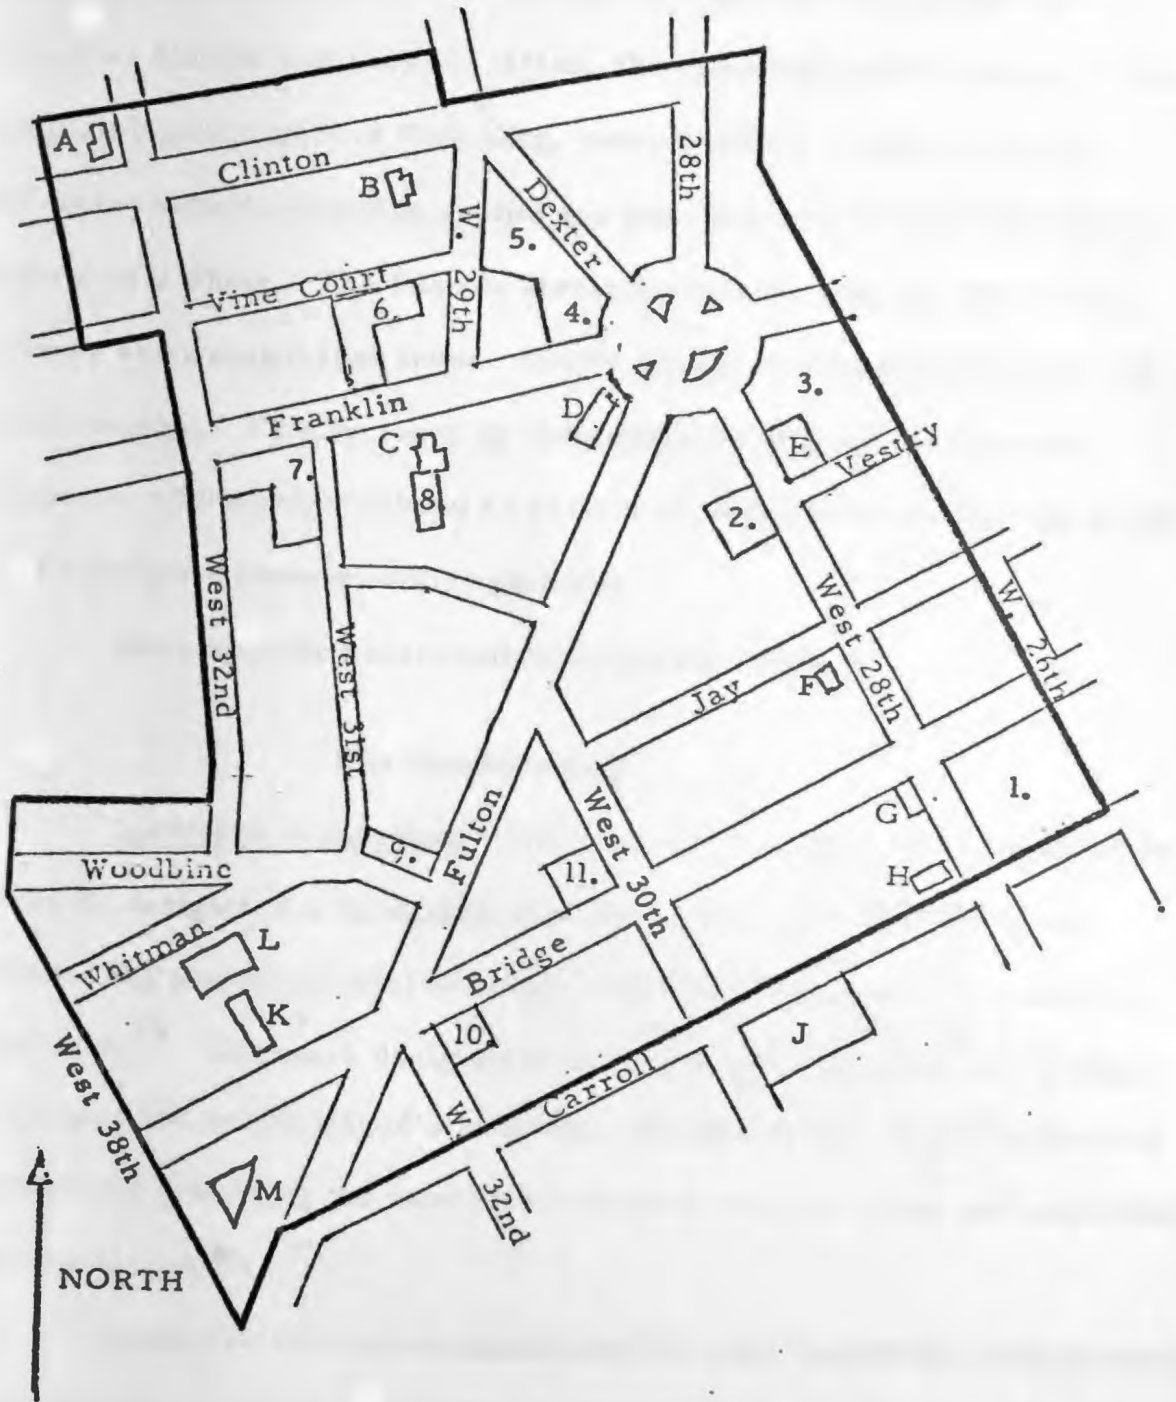 A
Clinton
B
W. 29th
Dexter
28th
5.
Vine Court
6.
4.
3.
D
Franklin
E
Vestry
C
7.
8
2.
West 32nd
West 31st
West 28th
W. 26th
F
Jay
1.
G
Fulton
West 30th
9.
Woodbine
11.
H
Whitman
L
Bridge
K
10.
J
West 38th
W. 32nd
Carroll
M
NORTH